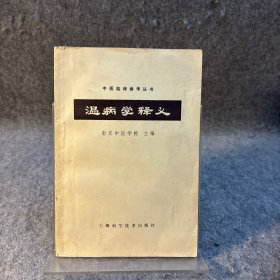 中医临床参考丛书
温病学释义
南京中医学院 主编
上海科学技术出版社